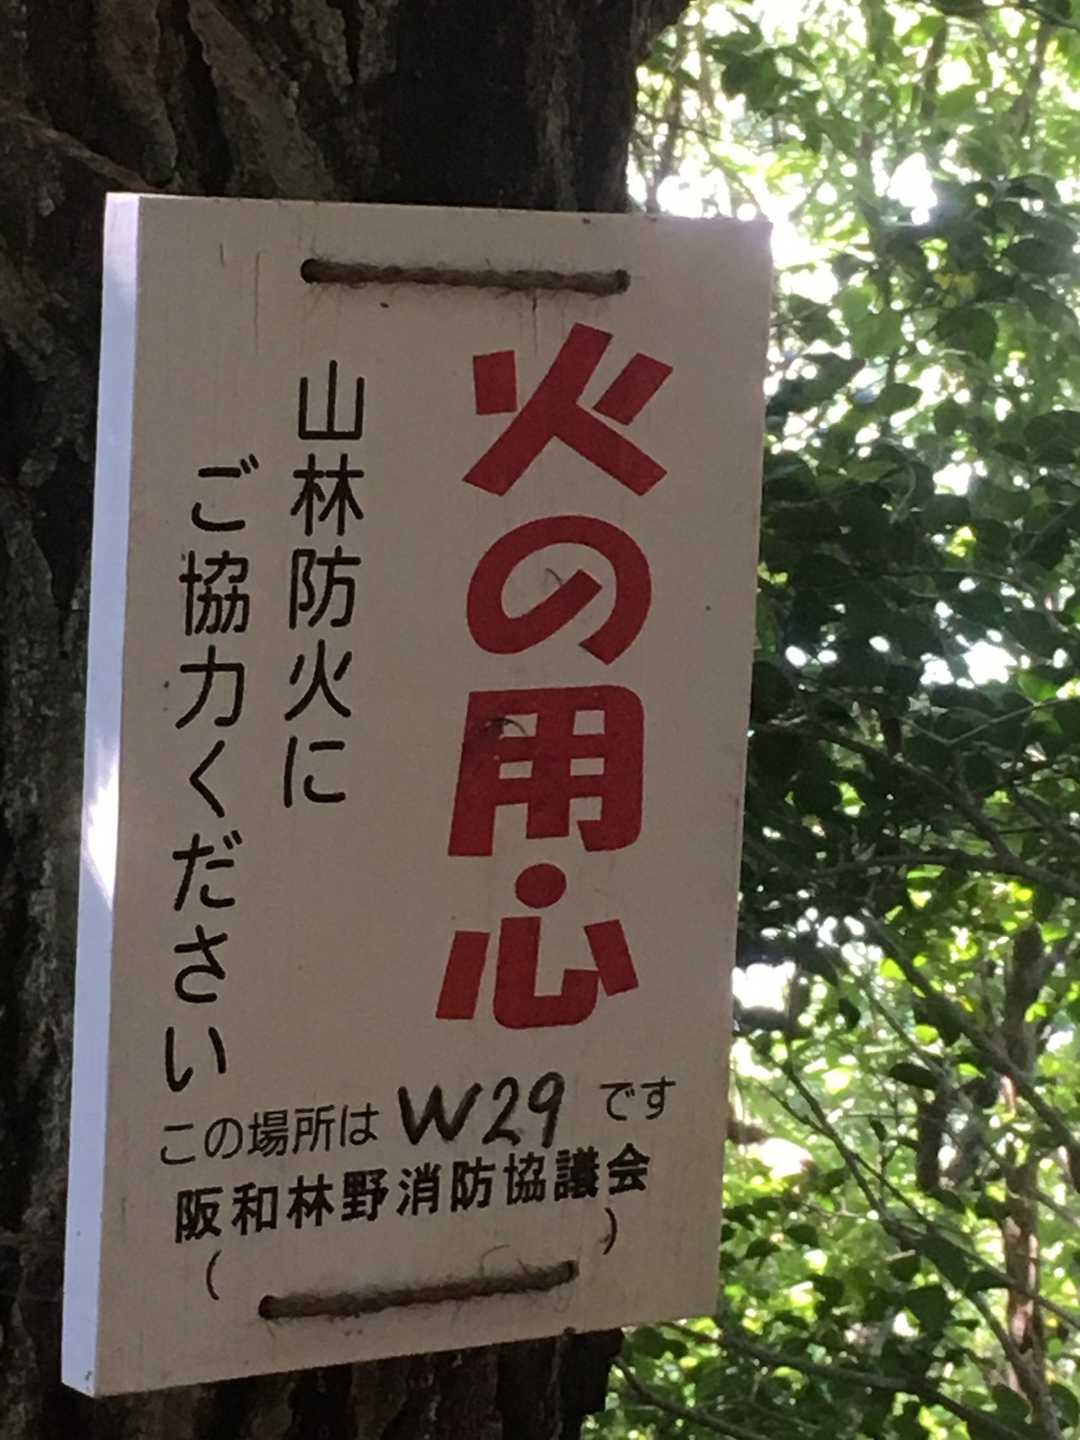 火の用心
山林防火に
ご協力ください
この場所は W29 です
阪和林野消防協議会
(　　　)